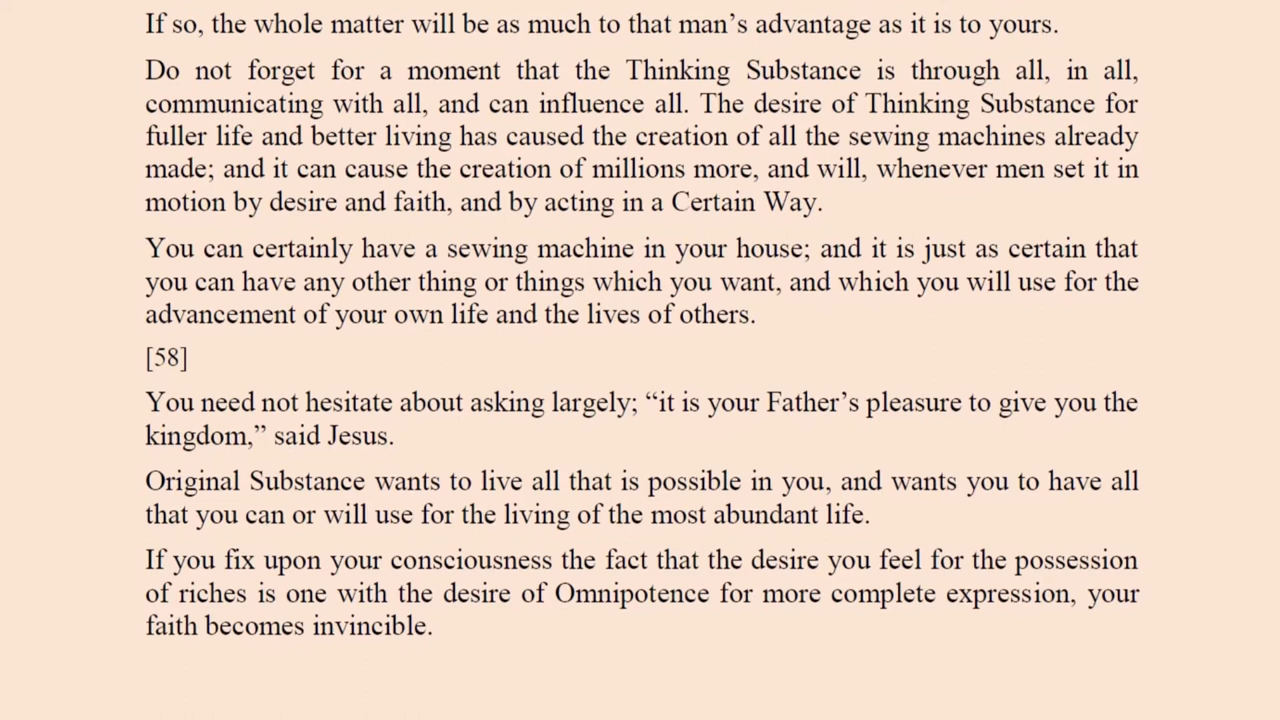 If so, the whole matter will be as much to that man’s advantage as it is to yours.
Do not forget for a moment that the Thinking Substance is through all, in all,
communicating with all, and can influence all. The desire of Thinking Substance for
fuller life and better living has caused the creation of all the sewing machines already
made; and it can cause the creation of millions more, and will, whenever men set it in
motion by desire and faith, and by acting in a Certain Way.
You can certainly have a sewing machine in your house; and it is just as certain that
you can have any other thing or things which you want, and which you will use for the
advancement of your own life and the lives of others.
[58]
You need not hesitate about asking largely; “it is your Father’s pleasure to give you the
kingdom,” said Jesus.
Original Substance wants to live all that is possible in you, and wants you to have all
that you can or will use for the living of the most abundant life.
If you fix upon your consciousness the fact that the desire you feel for the possession
of riches is one with the desire of Omnipotence for more complete expression, your
faith becomes invincible.